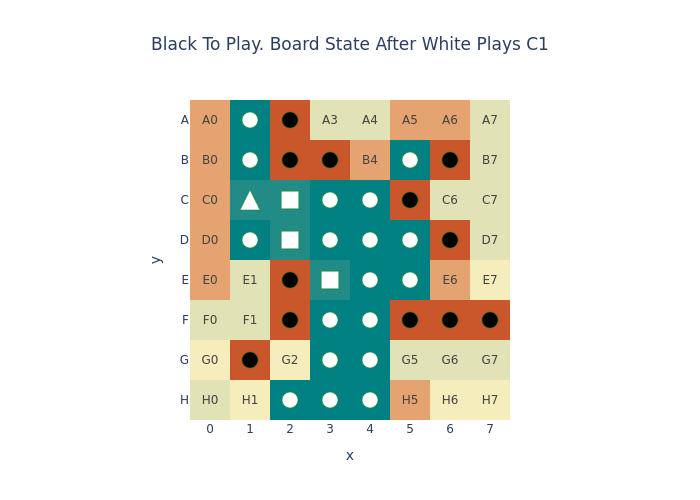 Black To Play. Board State After White Plays C1
A A0 A3 A4 A5 A6 A7
B B0 B4 B7
C C0 C6 C7
D D0 D7
E E0 E1 E6 E7
F F0 F1
G G0 G2 G5 G6 G7
H H0 H1 H5 H6 H7
0 1 2 3 4 5 6 7
x
y